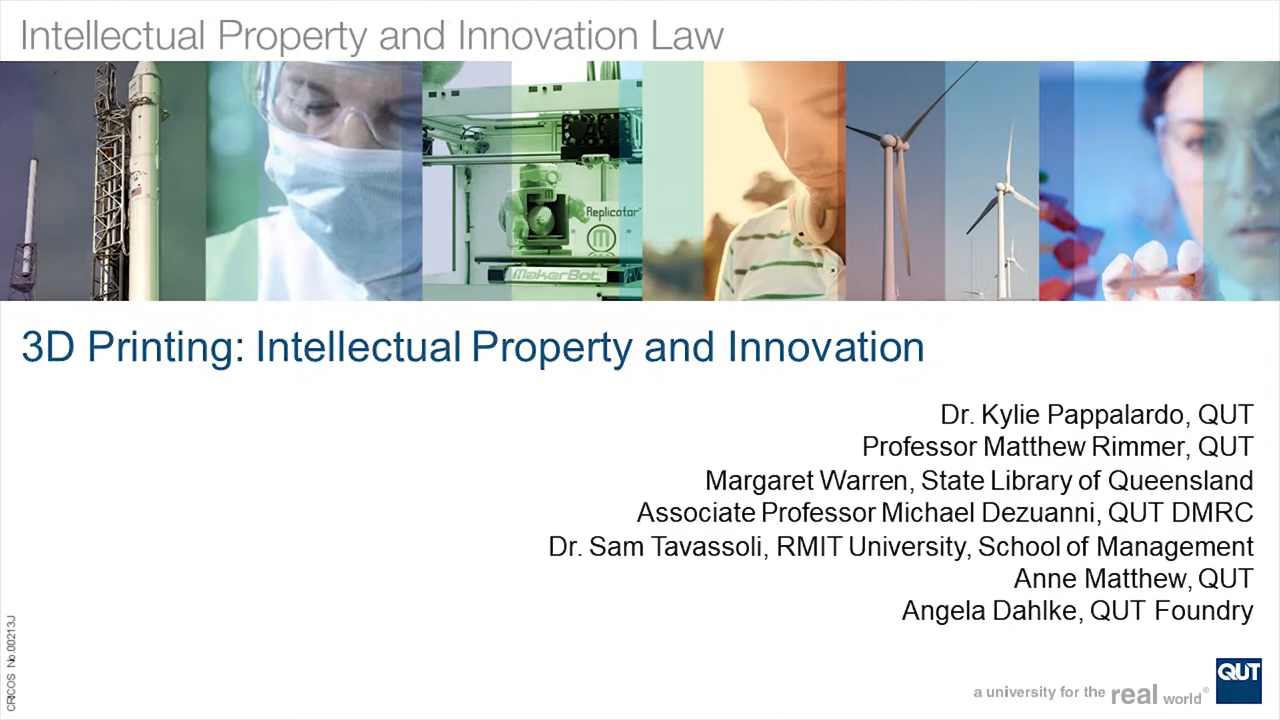 Intellectual Property and Innovation Law
Replicator
MakerBot
3D Printing: Intellectual Property and Innovation
Dr. Kylie Pappalardo, QUT
Professor Matthew Rimmer, QUT
Margaret Warren, State Library of Queensland
Associate Professor Michael Dezuanni, QUT DMRC
Dr. Sam Tavassoli, RMIT University, School of Management
Anne Matthew, QUT
Angela Dahlke, QUT Foundry
CRICOS No.00213J
a university for the real world®
QUT